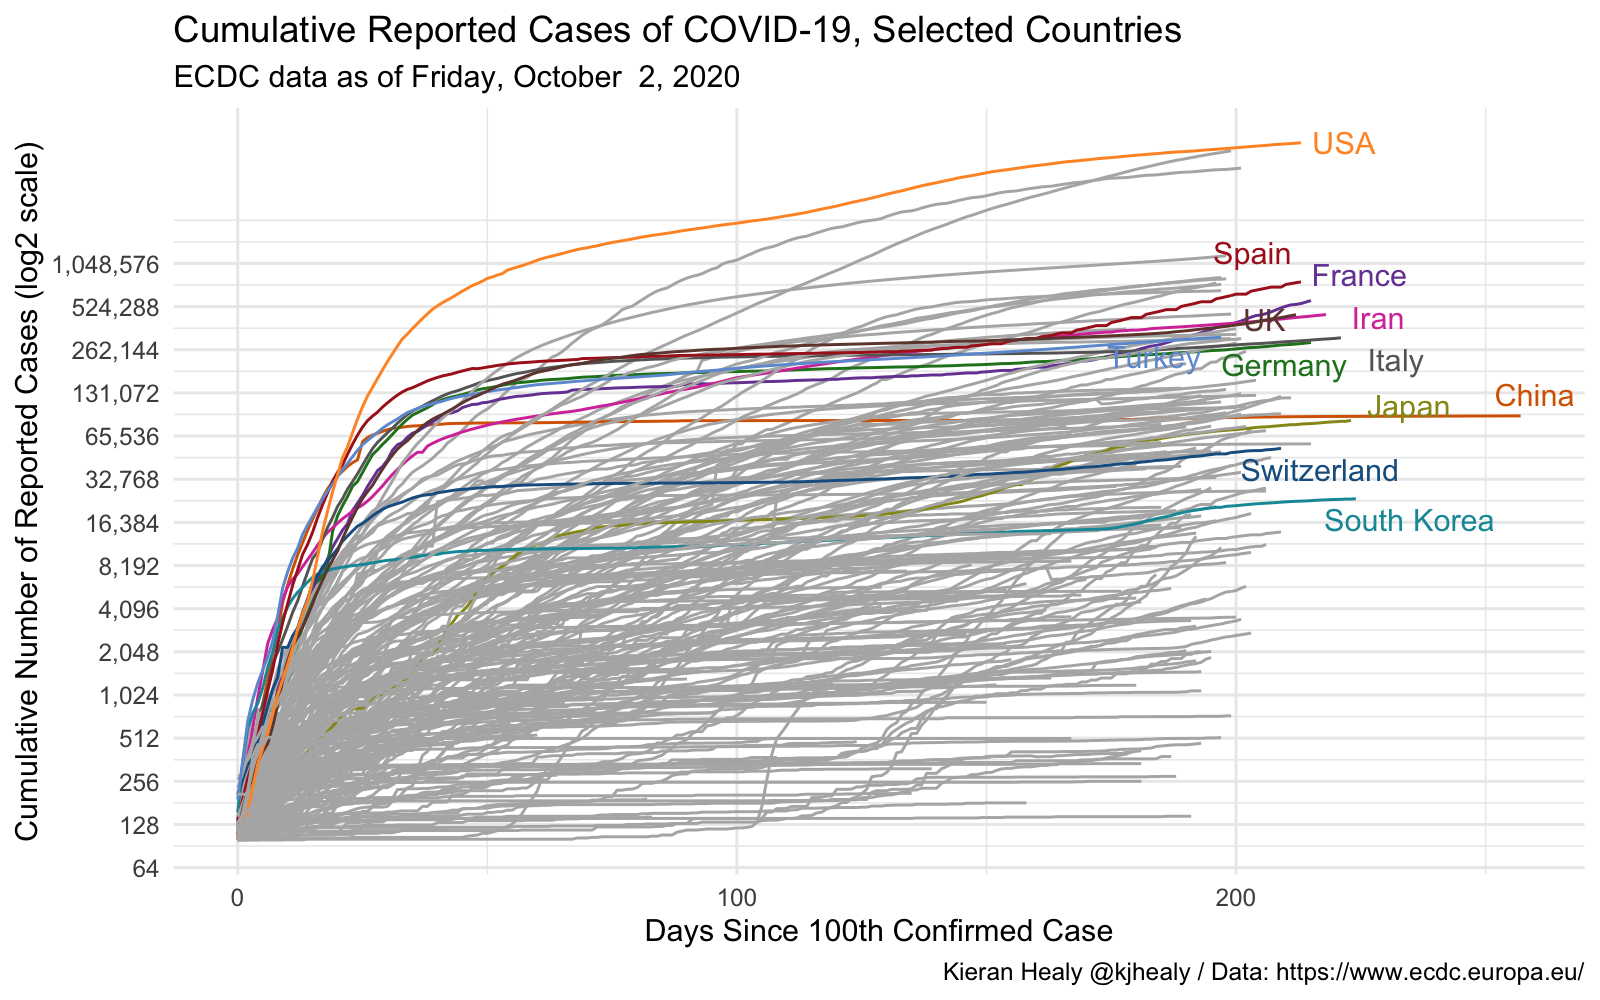 Cumulative Reported Cases of COVID-19, Selected Countries
ECDC data as of Friday, October  2, 2020
Cumulative Number of Reported Cases (log2 scale)
1,048,576
524,288
262,144
131,072
65,536
32,768
16,384
8,192
4,096
2,048
1,024
512
256
128
64
USA
Spain
France
UK
Iran
Turkey
Germany
Italy
China
Japan
Switzerland
South Korea
0
100
200
Days Since 100th Confirmed Case
Kieran Healy @kjhealy / Data: https://www.ecdc.europa.eu/